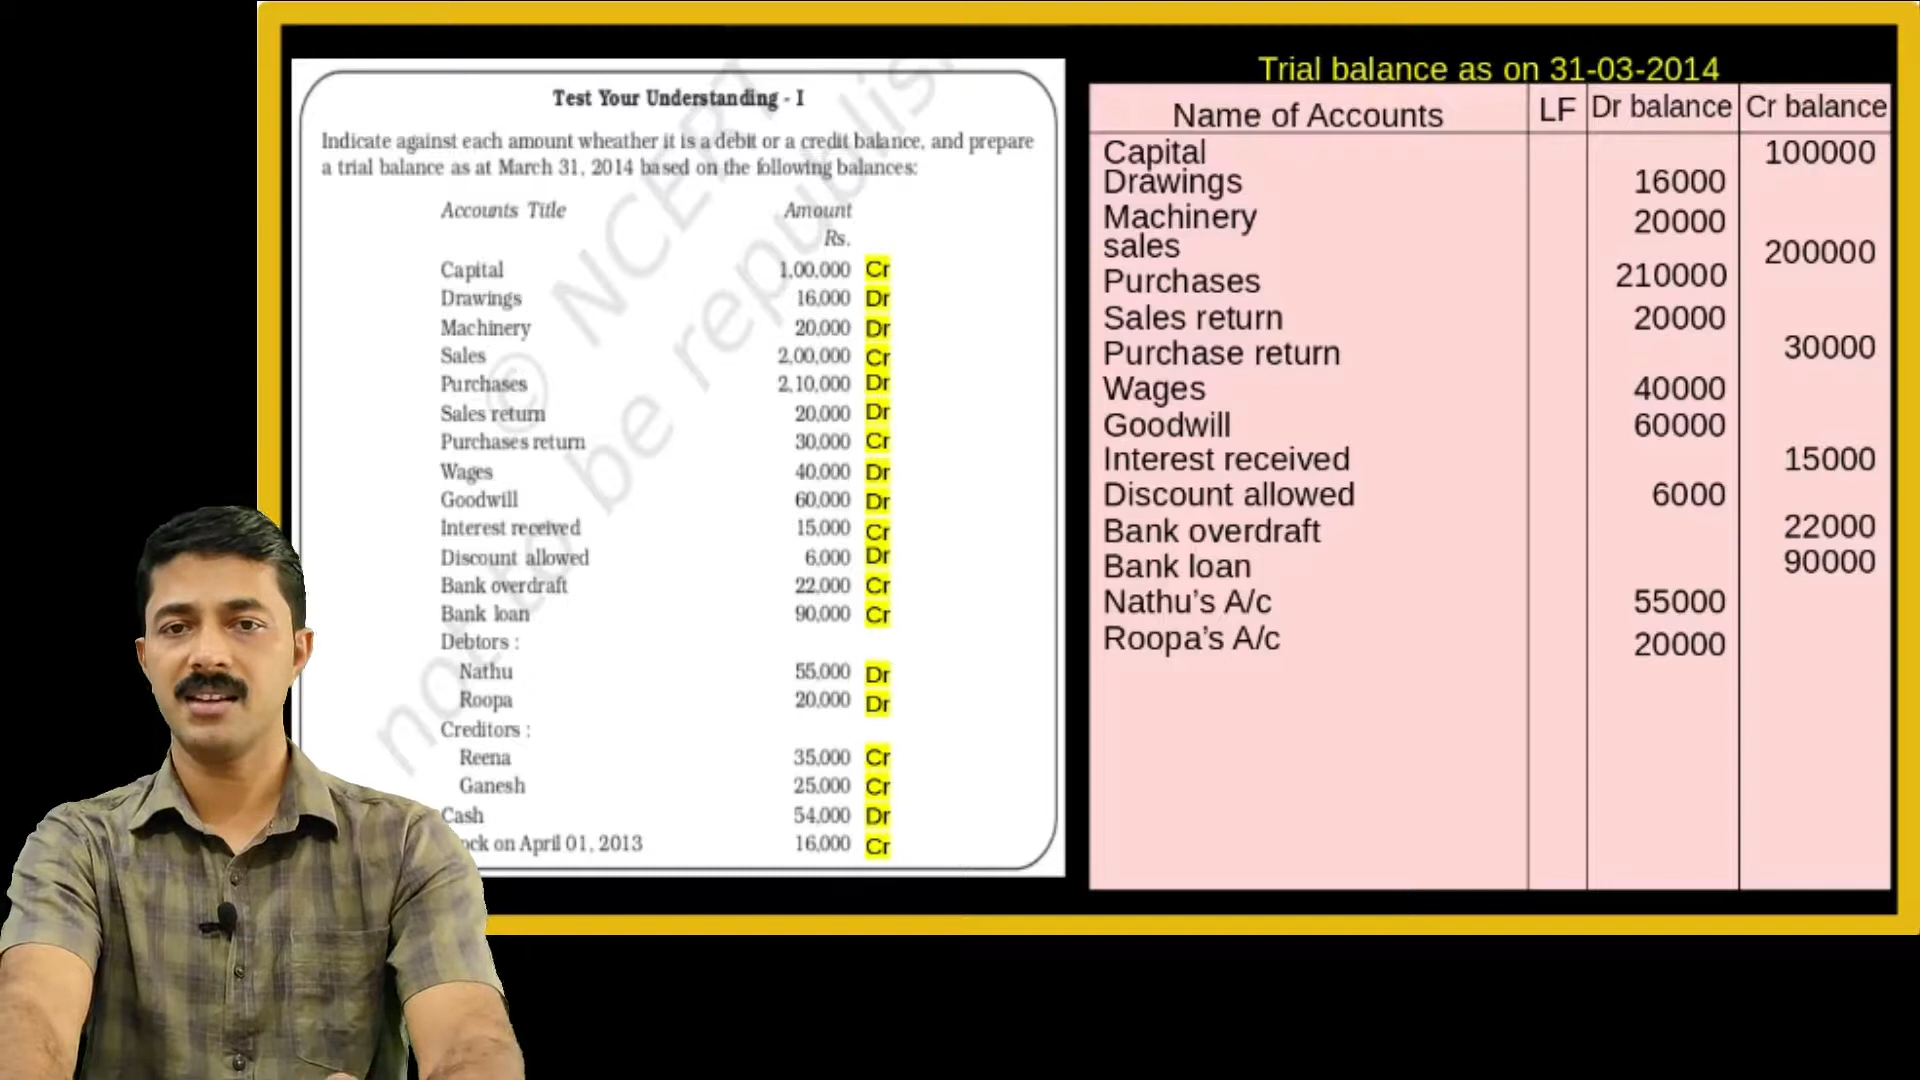 Test Your Understanding - I
Indicate against each amount wheather it is a debit or a credit balance, and prepare
a trial balance as at March 31, 2014 based on the following balances:
Accounts Title Amount
Rs.
Capital 1,00,000 Cr
Drawings 16,000 Dr
Machinery 20,000 Dr
Sales 2,00,000 Cr
Purchases 2,10,000 Dr
Sales return 20,000 Dr
Purchases return 30,000 Cr
Wages 40,000 Dr
Goodwill 60,000 Dr
Interest received 15,000 Cr
Discount allowed 6,000 Dr
Bank overdraft 22,000 Cr
Bank loan 90,000 Cr
Debtors :
Nathu 55,000 Dr
Roopa 20,000 Dr
Creditors :
Reena 35,000 Cr
Ganesh 25,000 Cr
Cash 54,000 Dr
ock on April 01, 2013 16,000 Cr
© NCERT
not to be republis
Trial balance as on 31-03-2014
Name of Accounts LF Dr balance Cr balance
Capital 100000
Drawings 16000
Machinery 20000
sales 200000
Purchases 210000
Sales return 20000
Purchase return 30000
Wages 40000
Goodwill 60000
Interest received 15000
Discount allowed 6000
Bank overdraft 22000
Bank loan 90000
Nathu's A/c 55000
Roopa's A/c 20000